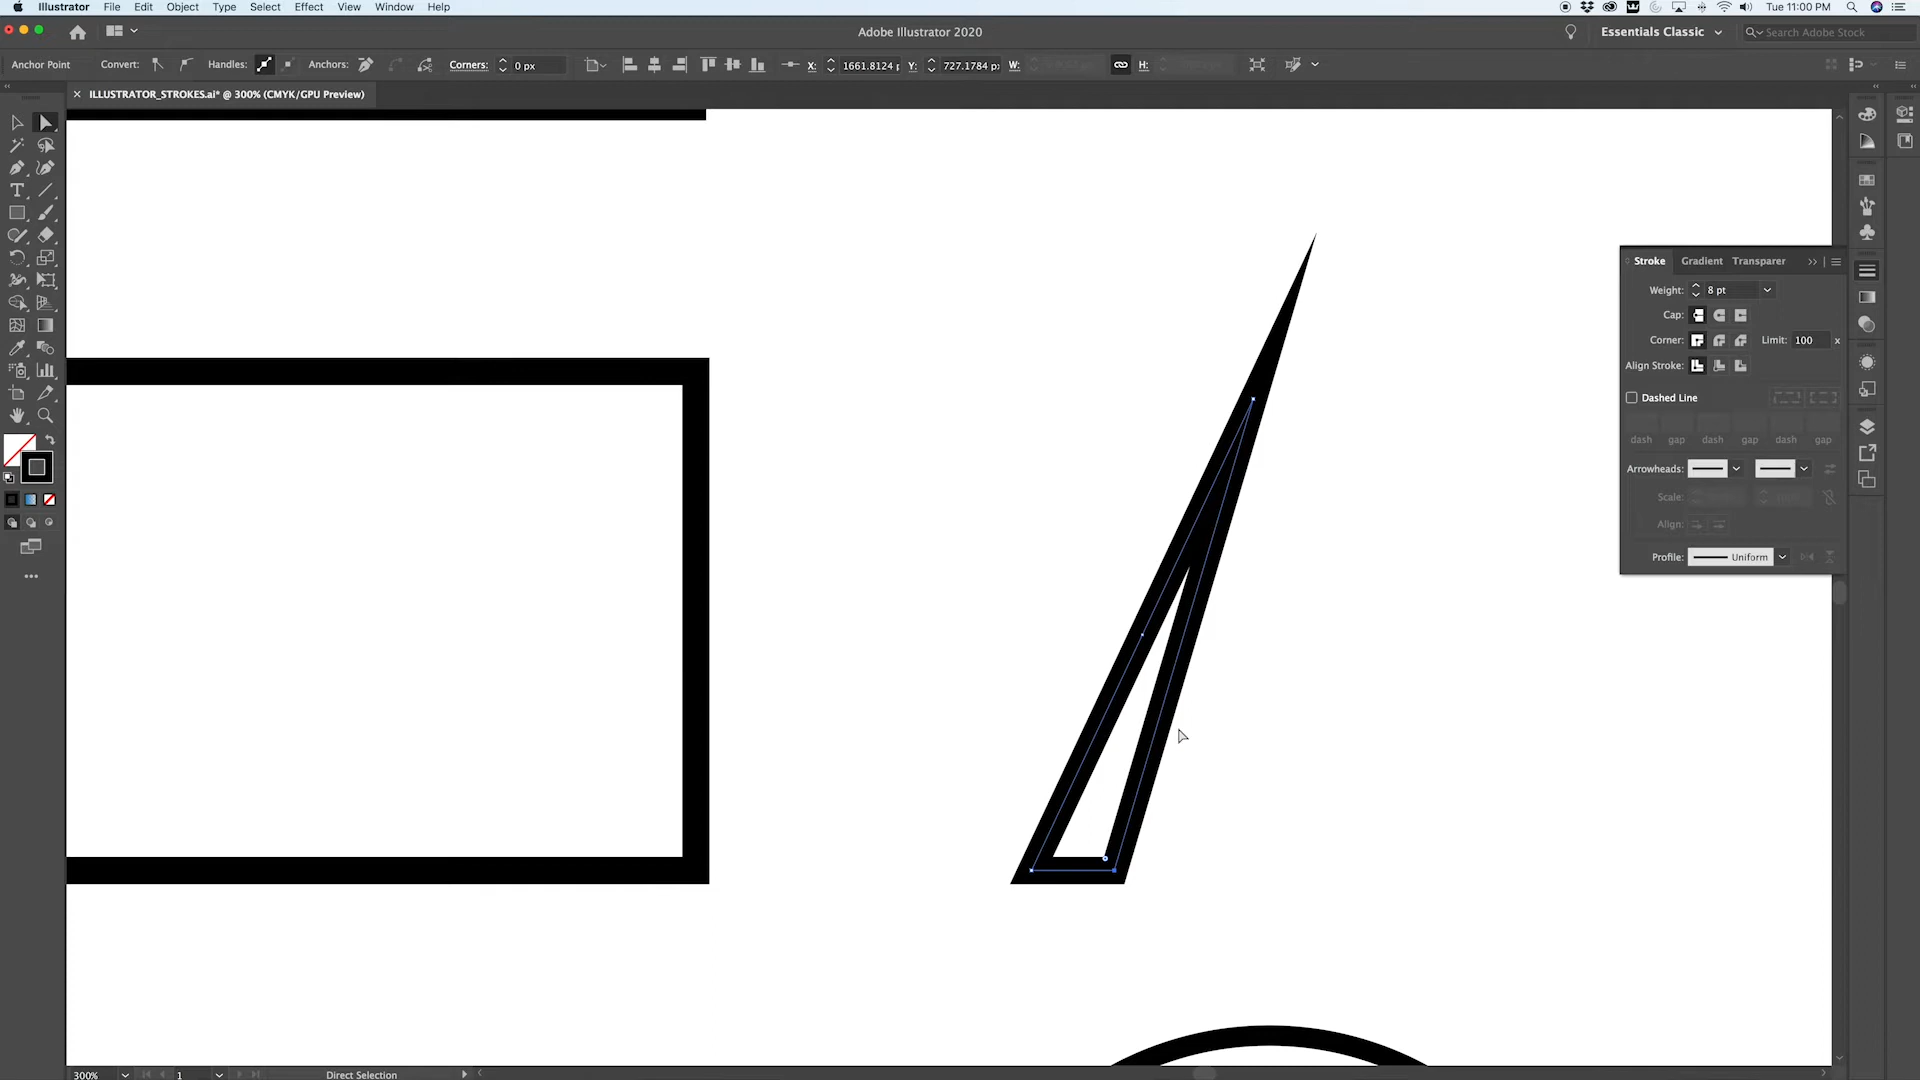 Illustrator File Edit Object Type Select Effect View Window Help Tue 11:00 PM
Adobe Illustrator 2020 Essentials Classic Search Adobe Stock
Anchor Point Convert: Handles: Anchors: Corners: 0 px X: 1661.8124 p Y: 727.1784 px W: H:
ILLUSTRATOR_STROKES.ai* @ 300% (CMYK/GPU Preview)
Stroke Gradient Transparer
Weight: 8 pt
Cap:
Corner: Limit: 100 x
Align Stroke:
Dashed Line
dash gap dash gap dash gap
Arrowheads:
Scale:
Align:
Profile: Uniform
300% 1 Direct Selection